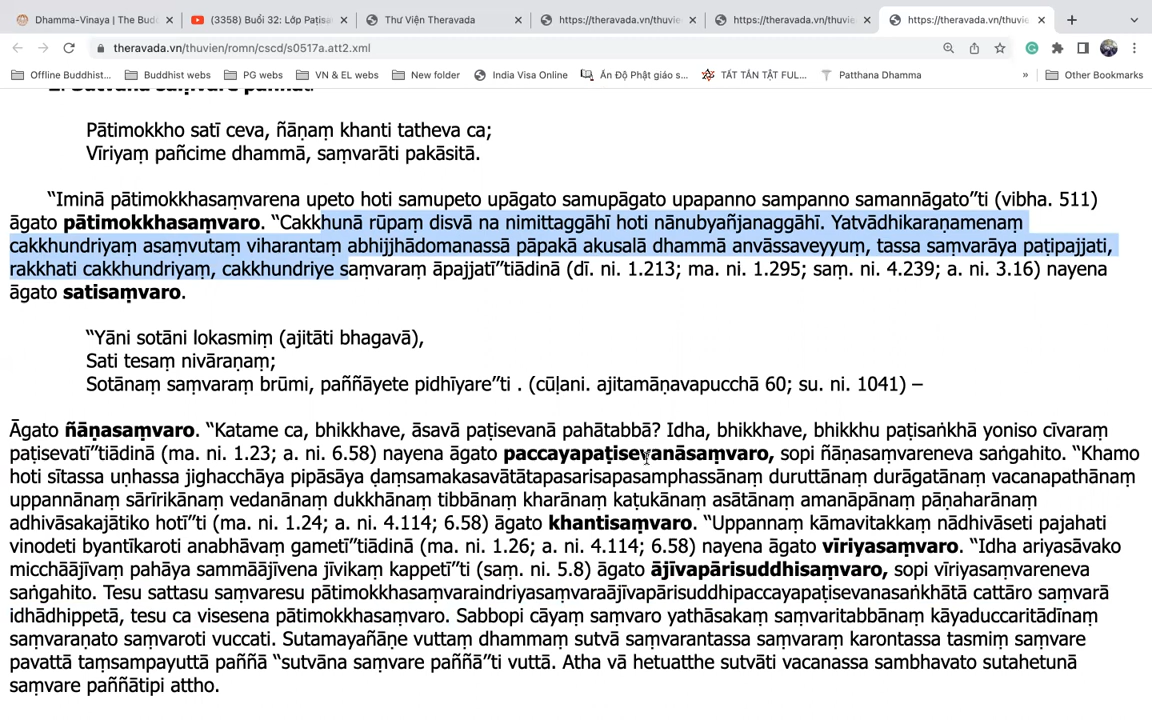 Dhamma-Vinaya | The Bud
(3358) Buổi 32: Lớp Paṭisa
Thư Viện Theravada
https://theravada.vn/thuvie
https://theravada.vn/thuvie
https://theravada.vn/thuvie
theravada.vn/thuvien/romn/cscd/s0517a.att2.xml
Offline Buddhist...
Buddhist webs
PG webs
VN & EL webs
New folder
India Visa Online
Ấn Độ Phật giáo s...
TẤT TẦN TẬT FUL...
Patthana Dhamma
»
Other Bookmarks
Pātimokkho satī ceva, ñāṇaṃ khanti tatheva ca;
Vīriyaṃ pañcime dhammā, saṃvarāti pakāsitā.
“Iminā pātimokkhasaṃvarena upeto hoti samupeto upāgato samupāgato upapanno sampanno samannāgato”ti (vibha. 511)
āgato pātimokkhasaṃvaro. “Cakkhunā rūpaṃ disvā na nimittaggāhī hoti nānubyañjanaggāhī. Yatvādhikaraṇamenaṃ
cakkhundriyaṃ asaṃvutaṃ viharantaṃ abhijjhādomanassā pāpakā akusalā dhammā anvāssaveyyuṃ, tassa saṃvarāya paṭipajjati,
rakkhati cakkhundriyaṃ, cakkhundriye saṃvaraṃ āpajjatī”tiādinā (dī. ni. 1.213; ma. ni. 1.295; saṃ. ni. 4.239; a. ni. 3.16) nayena
āgato satisaṃvaro.
“Yāni sotāni lokasmiṃ (ajitāti bhagavā),
Sati tesaṃ nivāraṇaṃ;
Sotānaṃ saṃvaraṃ brūmi, paññāyete pidhīyare”ti . (cūḷani. ajitamāṇavapucchā 60; su. ni. 1041) –
Āgato ñāṇasaṃvaro. “Katame ca, bhikkhave, āsavā paṭisevanā pahātabbā? Idha, bhikkhave, bhikkhu paṭisaṅkhā yoniso cīvaraṃ
paṭisevatī”tiādinā (ma. ni. 1.23; a. ni. 6.58) nayena āgato paccayapaṭisevanāsaṃvaro, sopi ñāṇasaṃvareneva saṅgahito. “Khamo
hoti sītassa uṇhassa jighacchāya pipāsāya ḍaṃsamakasavātātapasarīsapasamphassānaṃ duruttānaṃ durāgatānaṃ vacanapathānaṃ
uppannānaṃ sārīrikānaṃ vedanānaṃ dukkhānaṃ tibbānaṃ kharānaṃ kaṭukānaṃ asātānaṃ amanāpānaṃ pāṇaharānaṃ
adhivāsakajātiko hotī”ti (ma. ni. 1.24; a. ni. 4.114; 6.58) āgato khantisaṃvaro. “Uppannaṃ kāmavitakkaṃ nādhivāseti pajahati
vinodeti byantīkaroti anabhāvaṃ gametī”tiādinā (ma. ni. 1.26; a. ni. 4.114; 6.58) nayena āgato vīriyasaṃvaro. “Idha ariyasāvako
micchāājīvaṃ pahāya sammāājīvena jīvikaṃ kappetī”ti (saṃ. ni. 5.8) āgato ājīvapārisuddhisaṃvaro, sopi vīriyasaṃvareneva
saṅgahito. Tesu sattasu saṃvaresu pātimokkhasaṃvaraindriyasaṃvaraājīvapārisuddhipaccayapaṭisevanasaṅkhātā cattāro saṃvarā
idhādhippetā, tesu ca visesena pātimokkhasaṃvaro. Sabbopi cāyaṃ saṃvaro yathāsakaṃ saṃvaritabbānaṃ kāyaduccaritādīnaṃ
saṃvaraṇato saṃvaroti vuccati. Sutamayañāṇe vuttaṃ dhammaṃ sutvā saṃvarantassa saṃvaraṃ karontassa tasmiṃ saṃvare
pavattā taṃsampayuttā paññā “sutvāna saṃvare paññā”ti vuttā. Atha vā hetuatthe sutvāti vacanassa sambhavato sutahetunā
saṃvare paññātipi attho.